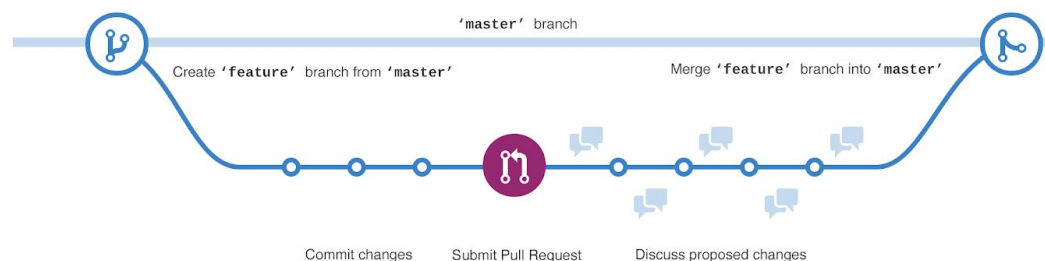 ‘master’ branch
Create ‘feature’ branch from ‘master’
Merge ‘feature’ branch into ‘master’
Commit changes
Submit Pull Request
Discuss proposed changes